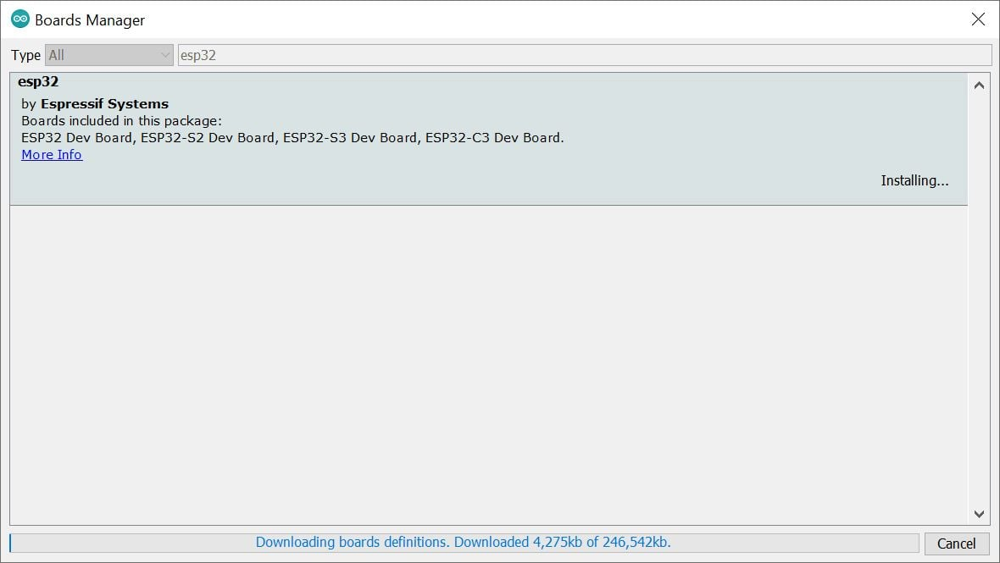 Boards Manager
Type All esp32
esp32
by Espressif Systems
Boards included in this package:
ESP32 Dev Board, ESP32-S2 Dev Board, ESP32-S3 Dev Board, ESP32-C3 Dev Board.
More Info
Installing...
Downloading boards definitions. Downloaded 4,275kb of 246,542kb.
Cancel